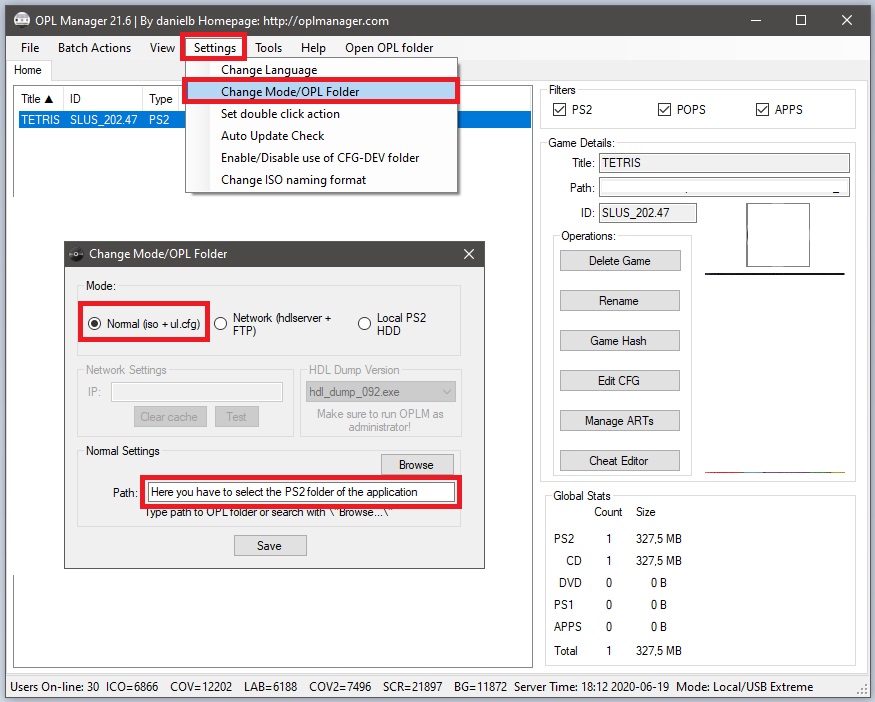 OPL Manager 21.6 | By danielb Homepage: http://oplmanager.com
File Batch Actions View Settings Tools Help Open OPL folder
Home
Change Language
Change Mode/OPL Folder
Set double click action
Auto Update Check
Enable/Disable use of CFG-DEV folder
Change ISO naming format
Title ▲ ID Type
TETRIS SLUS_202.47 PS2
Filters
PS2 POPS APPS
Game Details:
Title: TETRIS
Path:
ID: SLUS_202.47
Operations:
Delete Game
Rename
Game Hash
Edit CFG
Manage ARTs
Cheat Editor
Change Mode/OPL Folder
Mode:
Normal (iso + ul.cfg)
Network (hdlserver +
FTP)
Local PS2
HDD
Network Settings
IP:
Clear cache Test
HDL Dump Version
hdl_dump_092.exe
Make sure to run OPLM as
administrator!
Normal Settings
Browse
Path: Here you have to select the PS2 folder of the application
Type path to OPL folder or search with \"Browse...\"
Save
Global Stats
Count Size
PS2 1 327,5 MB
CD 1 327,5 MB
DVD 0 0 B
PS1 0 0 B
APPS 0 0 B
Total 1 327,5 MB
Users On-line: 30 ICO=6866 COV=12202 LAB=6188 COV2=7496 SCR=21897 BG=11872 Server Time: 18:12 2020-06-19 Mode: Local/USB Extreme